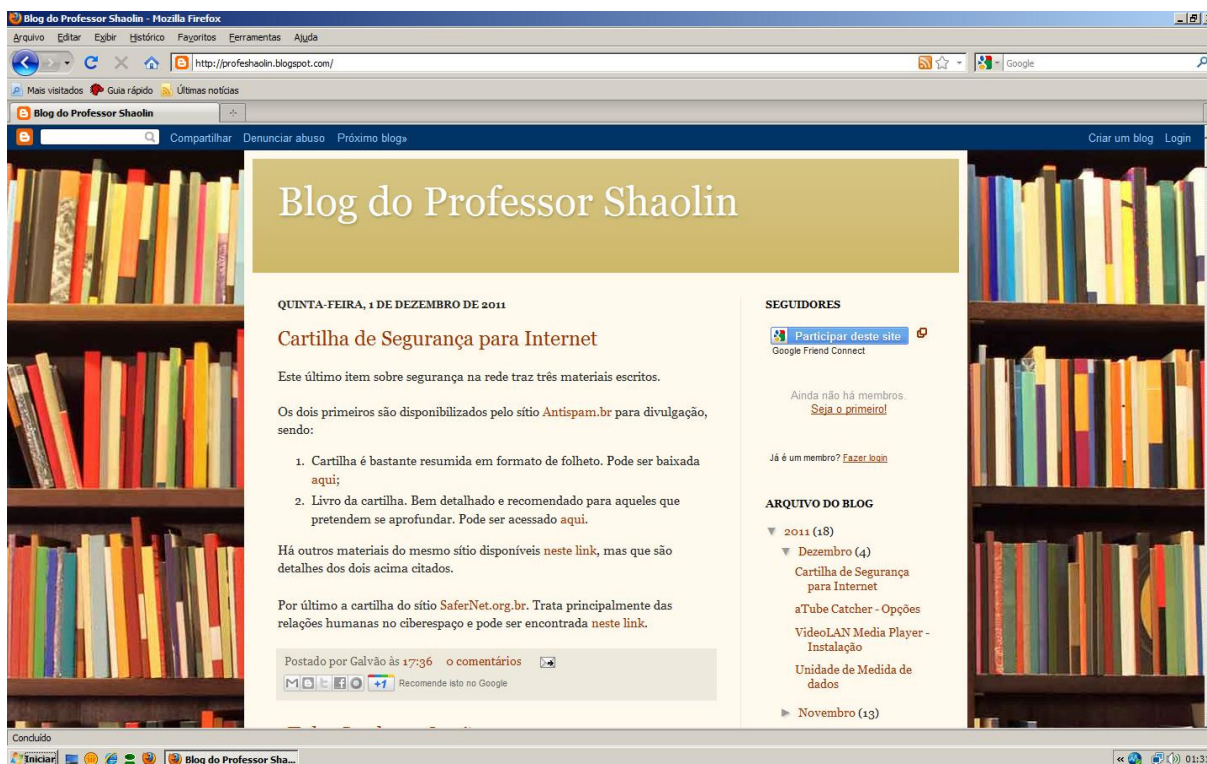 Blog do Professor Shaolin - Mozilla Firefox
Arquivo Editar Exibir Histórico Favoritos Ferramentas Ajuda
http://profeshaolin.blogspot.com/
Google
Mais visitados Guia rápido Últimas notícias
Blog do Professor Shaolin
Compartilhar Denunciar abuso Próximo blog»
Criar um blog Login
Blog do Professor Shaolin
QUINTA-FEIRA, 1 DE DEZEMBRO DE 2011
Cartilha de Segurança para Internet
Este último item sobre segurança na rede traz três materiais escritos.
Os dois primeiros são disponibilizados pelo sítio Antispam.br para divulgação,
sendo:
1. Cartilha é bastante resumida em formato de folheto. Pode ser baixada
aqui;
2. Livro da cartilha. Bem detalhado e recomendado para aqueles que
pretendem se aprofundar. Pode ser acessado aqui.
Há outros materiais do mesmo sítio disponíveis neste link, mas que são
detalhes dos dois acima citados.
Por último a cartilha do sítio SaferNet.org.br. Trata principalmente das
relações humanas no ciberespaço e pode ser encontrada neste link.
Postado por Galvão às 17:36 0 comentários
+1 Recomende isto no Google
SEGUIDORES
Participar deste site
Google Friend Connect
Ainda não há membros.
Seja o primeiro!
Já é um membro? Fazer login
ARQUIVO DO BLOG
▼ 2011 (18)
▼ Dezembro (4)
Cartilha de Segurança
para Internet
aTube Catcher - Opções
VideoLAN Media Player -
Instalação
Unidade de Medida de
dados
► Novembro (13)
Concluído
Iniciar
Blog do Professor Sha...